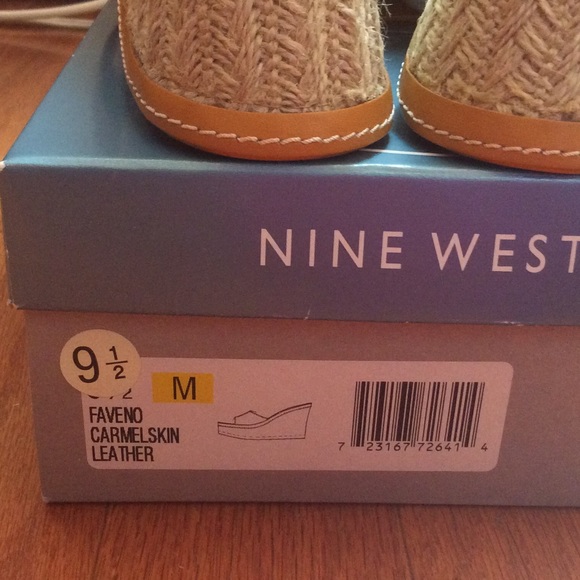 NINE WEST
9 1/2
M
FAVENO
CARMELSKIN
LEATHER
7 23167 72641 4